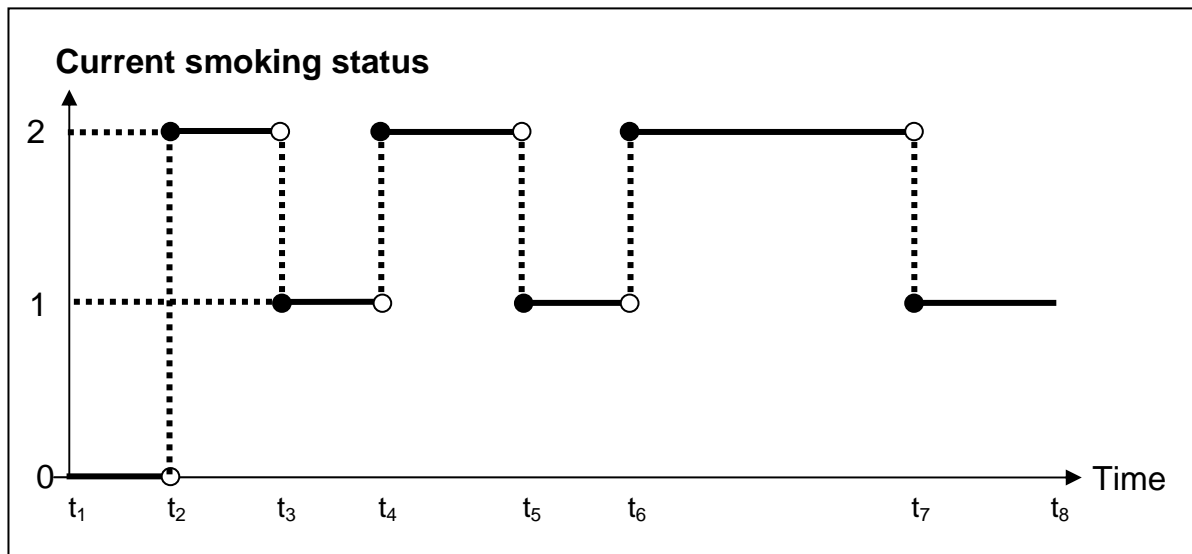 Current smoking status
2
1
0
Time
t₁ t₂ t₃ t₄ t₅ t₆ t₇ t₈